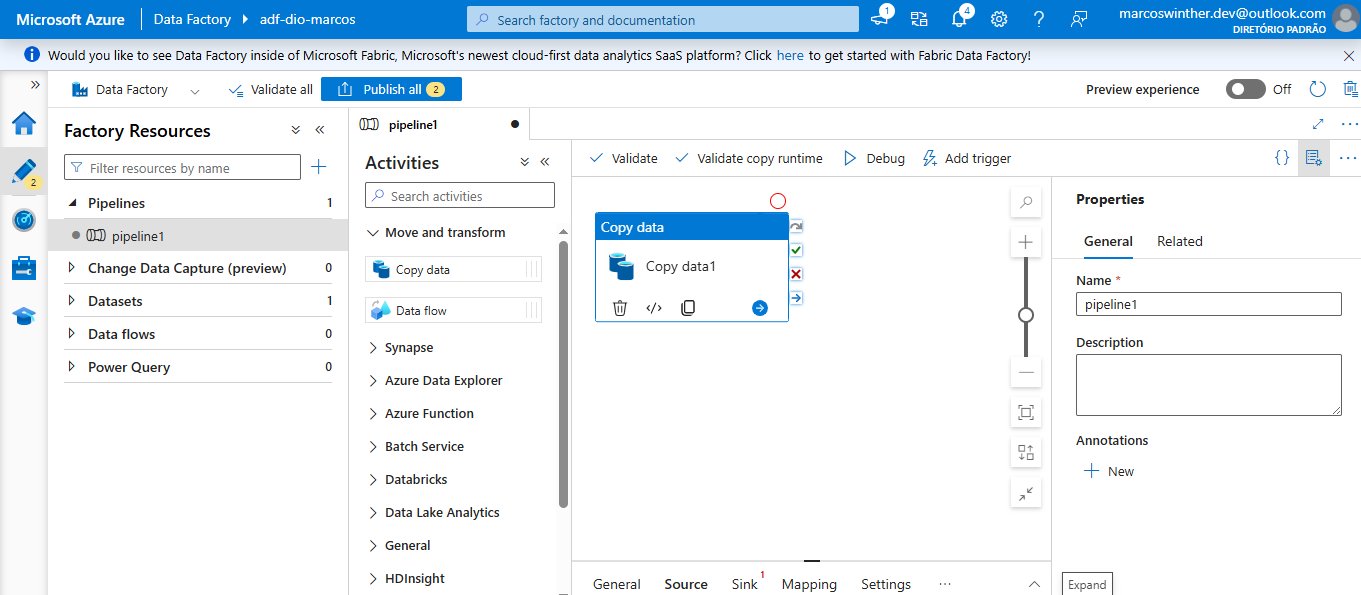 Microsoft Azure
Data Factory
adf-dio-marcos
Search factory and documentation
1
4
marcoswinther.dev@outlook.com
DIRETÓRIO PADRÃO
Would you like to see Data Factory inside of Microsoft Fabric, Microsoft's newest cloud-first data analytics SaaS platform? Click here to get started with Fabric Data Factory!
Data Factory
Validate all
Publish all 2
Preview experience
Off
2
Factory Resources
Filter resources by name
Pipelines 1
pipeline1
Change Data Capture (preview) 0
Datasets 1
Data flows 0
Power Query 0
pipeline1
Activities
Search activities
Move and transform
Copy data
Data flow
Synapse
Azure Data Explorer
Azure Function
Batch Service
Databricks
Data Lake Analytics
General
HDInsight
Validate
Validate copy runtime
Debug
Add trigger
Copy data
Copy data1
General
Source
Sink 1
Mapping
Settings
Properties
General
Related
Name *
pipeline1
Description
Annotations
New
Expand